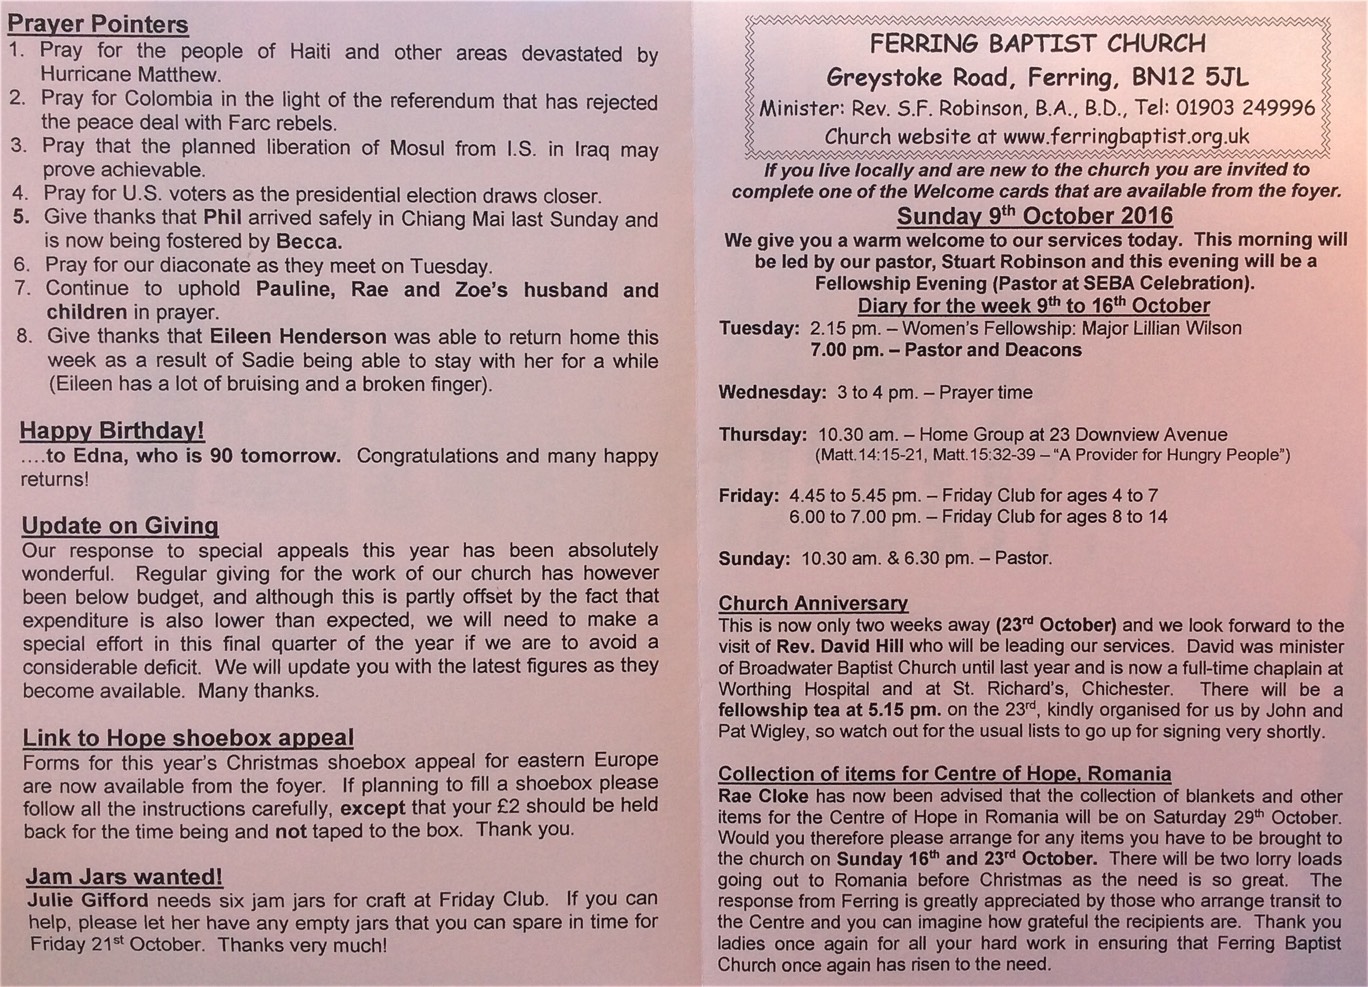 Prayer Pointers
1. Pray for the people of Haiti and other areas devastated by
Hurricane Matthew.
2. Pray for Colombia in the light of the referendum that has rejected
the peace deal with Farc rebels.
3. Pray that the planned liberation of Mosul from I.S. in Iraq may
prove achievable.
4. Pray for U.S. voters as the presidential election draws closer.
5. Give thanks that Phil arrived safely in Chiang Mai last Sunday and
is now being fostered by Becca.
6. Pray for our diaconate as they meet on Tuesday.
7. Continue to uphold Pauline, Rae and Zoe's husband and
children in prayer.
8. Give thanks that Eileen Henderson was able to return home this
week as a result of Sadie being able to stay with her for a while
(Eileen has a lot of bruising and a broken finger).
Happy Birthday!
....to Edna, who is 90 tomorrow. Congratulations and many happy
returns!
Update on Giving
Our response to special appeals this year has been absolutely
wonderful. Regular giving for the work of our church has however
been below budget, and although this is partly offset by the fact that
expenditure is also lower than expected, we will need to make a
special effort in this final quarter of the year if we are to avoid a
considerable deficit. We will update you with the latest figures as they
become available. Many thanks.
Link to Hope shoebox appeal
Forms for this year's Christmas shoebox appeal for eastern Europe
are now available from the foyer. If planning to fill a shoebox please
follow all the instructions carefully, except that your £2 should be held
back for the time being and not taped to the box. Thank you.
Jam Jars wanted!
Julie Gifford needs six jam jars for craft at Friday Club. If you can
help, please let her have any empty jars that you can spare in time for
Friday 21st October. Thanks very much!
FERRING BAPTIST CHURCH
Greystoke Road, Ferring, BN12 5JL
Minister: Rev. S.F. Robinson, B.A., B.D., Tel: 01903 249996
Church website at www.ferringbaptist.org.uk
If you live locally and are new to the church you are invited to
complete one of the Welcome cards that are available from the foyer.
Sunday 9th October 2016
We give you a warm welcome to our services today. This morning will
be led by our pastor, Stuart Robinson and this evening will be a
Fellowship Evening (Pastor at SEBA Celebration).
Diary for the week 9th to 16th October
Tuesday: 2.15 pm. – Women's Fellowship: Major Lillian Wilson
7.00 pm. – Pastor and Deacons
Wednesday: 3 to 4 pm. – Prayer time
Thursday: 10.30 am. – Home Group at 23 Downview Avenue
(Matt.14:15-21, Matt.15:32-39 – "A Provider for Hungry People")
Friday: 4.45 to 5.45 pm. – Friday Club for ages 4 to 7
6.00 to 7.00 pm. – Friday Club for ages 8 to 14
Sunday: 10.30 am. & 6.30 pm. – Pastor.
Church Anniversary
This is now only two weeks away (23rd October) and we look forward to the
visit of Rev. David Hill who will be leading our services. David was minister
of Broadwater Baptist Church until last year and is now a full-time chaplain at
Worthing Hospital and at St. Richard's, Chichester. There will be a
fellowship tea at 5.15 pm. on the 23rd, kindly organised for us by John and
Pat Wigley, so watch out for the usual lists to go up for signing very shortly.
Collection of items for Centre of Hope, Romania
Rae Cloke has now been advised that the collection of blankets and other
items for the Centre of Hope in Romania will be on Saturday 29th October.
Would you therefore please arrange for any items you have to be brought to
the church on Sunday 16th and 23rd October. There will be two lorry loads
going out to Romania before Christmas as the need is so great. The
response from Ferring is greatly appreciated by those who arrange transit to
the Centre and you can imagine how grateful the recipients are. Thank you
ladies once again for all your hard work in ensuring that Ferring Baptist
Church once again has risen to the need.